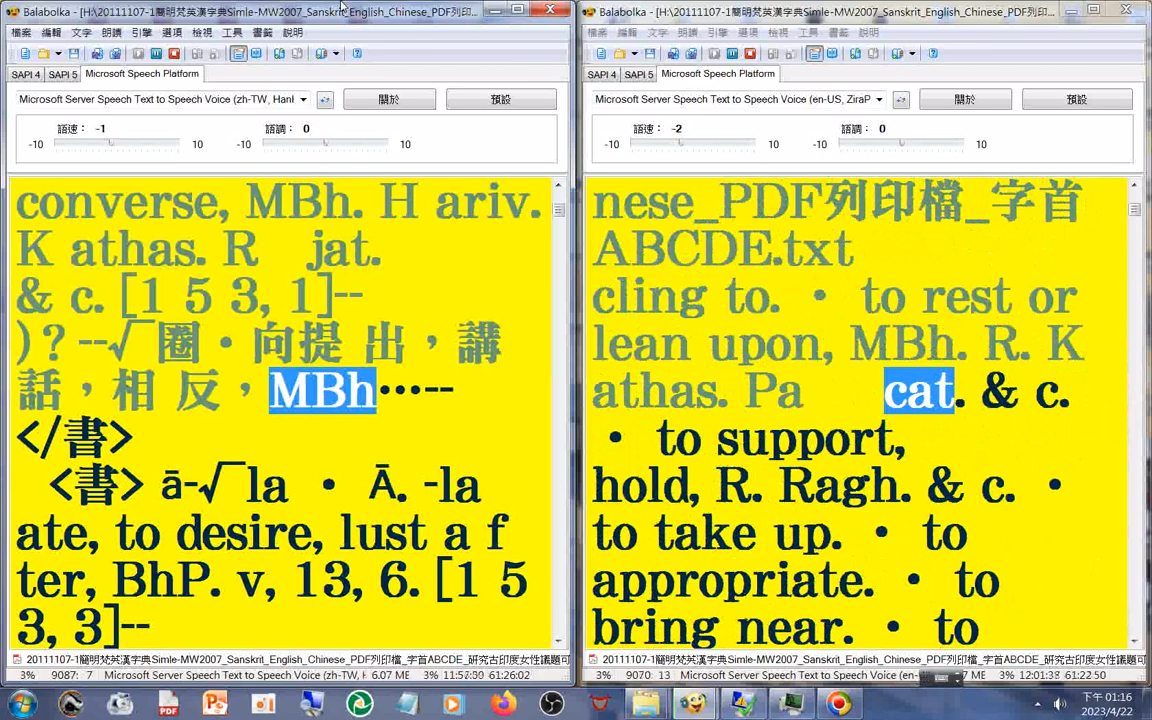 Balabolka - [H:\20111107-1簡明梵英漢字典Simle-MW2007_Sanskrit_English_Chinese_PDF列印...
檔案 編輯 文字 朗讀 引擎 選項 檢視 工具 書籤 說明
SAPI 4 SAPI 5 Microsoft Speech Platform
Microsoft Server Speech Text to Speech Voice (zh-TW, Hanl 關於 預設
語速： -1 語調： 0
-10 10 -10 10
converse, MBh. H ariv.
K athas. R jat.
& c. [1 5 3, 1]--
)？--√圈・向提 出，講
話，相 反，MBh…--
</書>
<書> ā-√la • Ā. -la
ate, to desire, lust a f
ter, BhP. v, 13, 6. [1 5
3, 3]--
20111107-1簡明梵英漢字典Simle-MW2007_Sanskrit_English_Chinese_PDF列印檔_字首ABCDE_研究古印度女性議題可
3% 9087: 7 Microsoft Server Speech Text to Speech Voice (zh-TW, H 6.07 MB 3% 11:57:39 61:26:02
Balabolka - [H:\20111107-1簡明梵英漢字典Simle-MW2007_Sanskrit_English_Chinese_PDF列印...
檔案 編輯 文字 朗讀 引擎 選項 檢視 工具 書籤 說明
SAPI 4 SAPI 5 Microsoft Speech Platform
Microsoft Server Speech Text to Speech Voice (en-US, ZiraP 關於 預設
語速： -2 語調： 0
-10 10 -10 10
nese_PDF列印檔_字首
ABCDE.txt
cling to. • to rest or
lean upon, MBh. R. K
athas. Pa cat. & c.
• to support,
hold, R. Ragh. & c. •
to take up. • to
appropriate. • to
bring near. • to
20111107-1簡明梵英漢字典Simle-MW2007_Sanskrit_English_Chinese_PDF列印檔_字首ABCDE_研究古印度女性議題可
3% 9070: 13 Microsoft Server Speech Text to Speech Voice (en- 3% 12:01:38 61:22:50
下午 01:16
2023/4/22